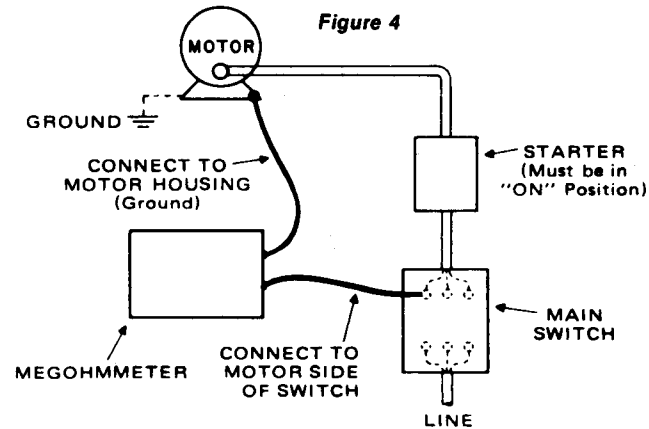 Figure 4
MOTOR
GROUND
CONNECT TO
MOTOR HOUSING
(Ground)
STARTER
(Must be in
"ON" Position)
MAIN
SWITCH
MEGOHMMETER
CONNECT TO
MOTOR SIDE
OF SWITCH
LINE